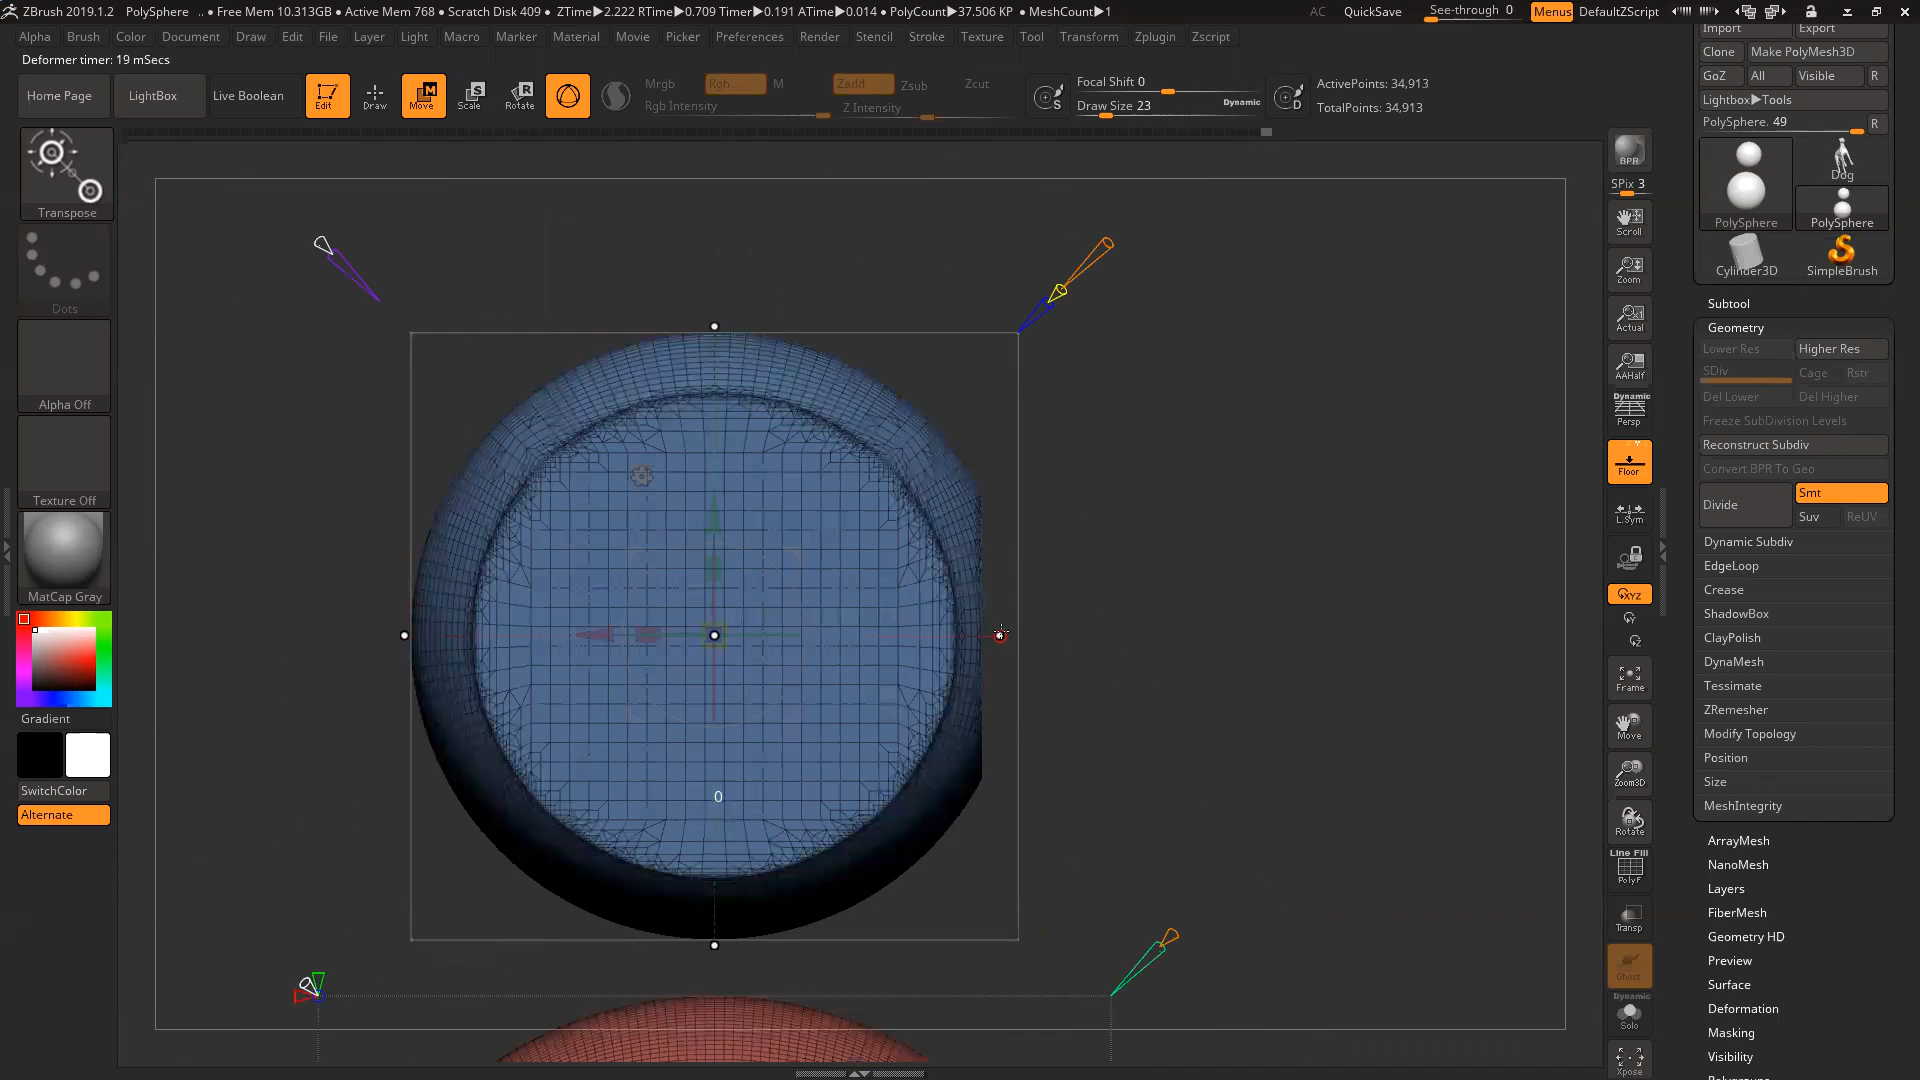 ZBrush 2019.1.2 PolySphere .. • Free Mem 10.313GB • Active Mem 768 • Scratch Disk 409 • ZTime▶2.222 RTime▶0.709 Timer▶0.191 ATime▶0.014 • PolyCount▶37.506 KP • MeshCount▶1 AC QuickSave See-through 0 Menus DefaultZScript
Alpha Brush Color Document Draw Edit File Layer Light Macro Marker Material Movie Picker Preferences Render Stencil Stroke Texture Tool Transform Zplugin Zscript
Deformer timer: 19 mSecs
Home Page LightBox Live Boolean Edit Draw Move Scale Rotate
Mrgb Rgb M Zadd Zsub Zcut
Rgb Intensity Z Intensity
Focal Shift 0
Draw Size 23 Dynamic
S D
ActivePoints: 34,913
TotalPoints: 34,913
Transpose
Dots
Alpha Off
Texture Off
MatCap Gray
Gradient
SwitchColor
Alternate
0
BPR
SPix 3
Scroll
Zoom
Actual
AAHalf
Dynamic
Persp
Floor
L.Sym
XYZ
Frame
Move
Zoom3D
Rotate
Line Fill
PolyF
Transp
Ghost
Dynamic
Solo
Xpose
Import Export
Clone Make PolyMesh3D
GoZ All Visible R
Lightbox▶Tools
PolySphere. 49 R
Dog
PolySphere PolySphere
Cylinder3D SimpleBrush
Subtool
Geometry
Lower Res Higher Res
SDiv Cage Rstr
Del Lower Del Higher
Freeze SubDivision Levels
Reconstruct Subdiv
Convert BPR To Geo
Divide Smt
Suv ReUV
Dynamic Subdiv
EdgeLoop
Crease
ShadowBox
ClayPolish
DynaMesh
Tessimate
ZRemesher
Modify Topology
Position
Size
MeshIntegrity
ArrayMesh
NanoMesh
Layers
FiberMesh
Geometry HD
Preview
Surface
Deformation
Masking
Visibility